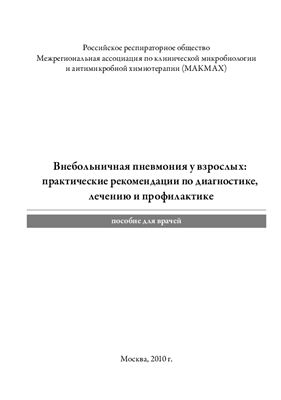 Российское респираторное общество
Межрегиональная ассоциация по клинической микробиологии
и антимикробной химиотерапии (МАКМАХ)
Внебольничная пневмония у взрослых:
практические рекомендации по диагностике,
лечению и профилактике
пособие для врачей
Москва, 2010 г.